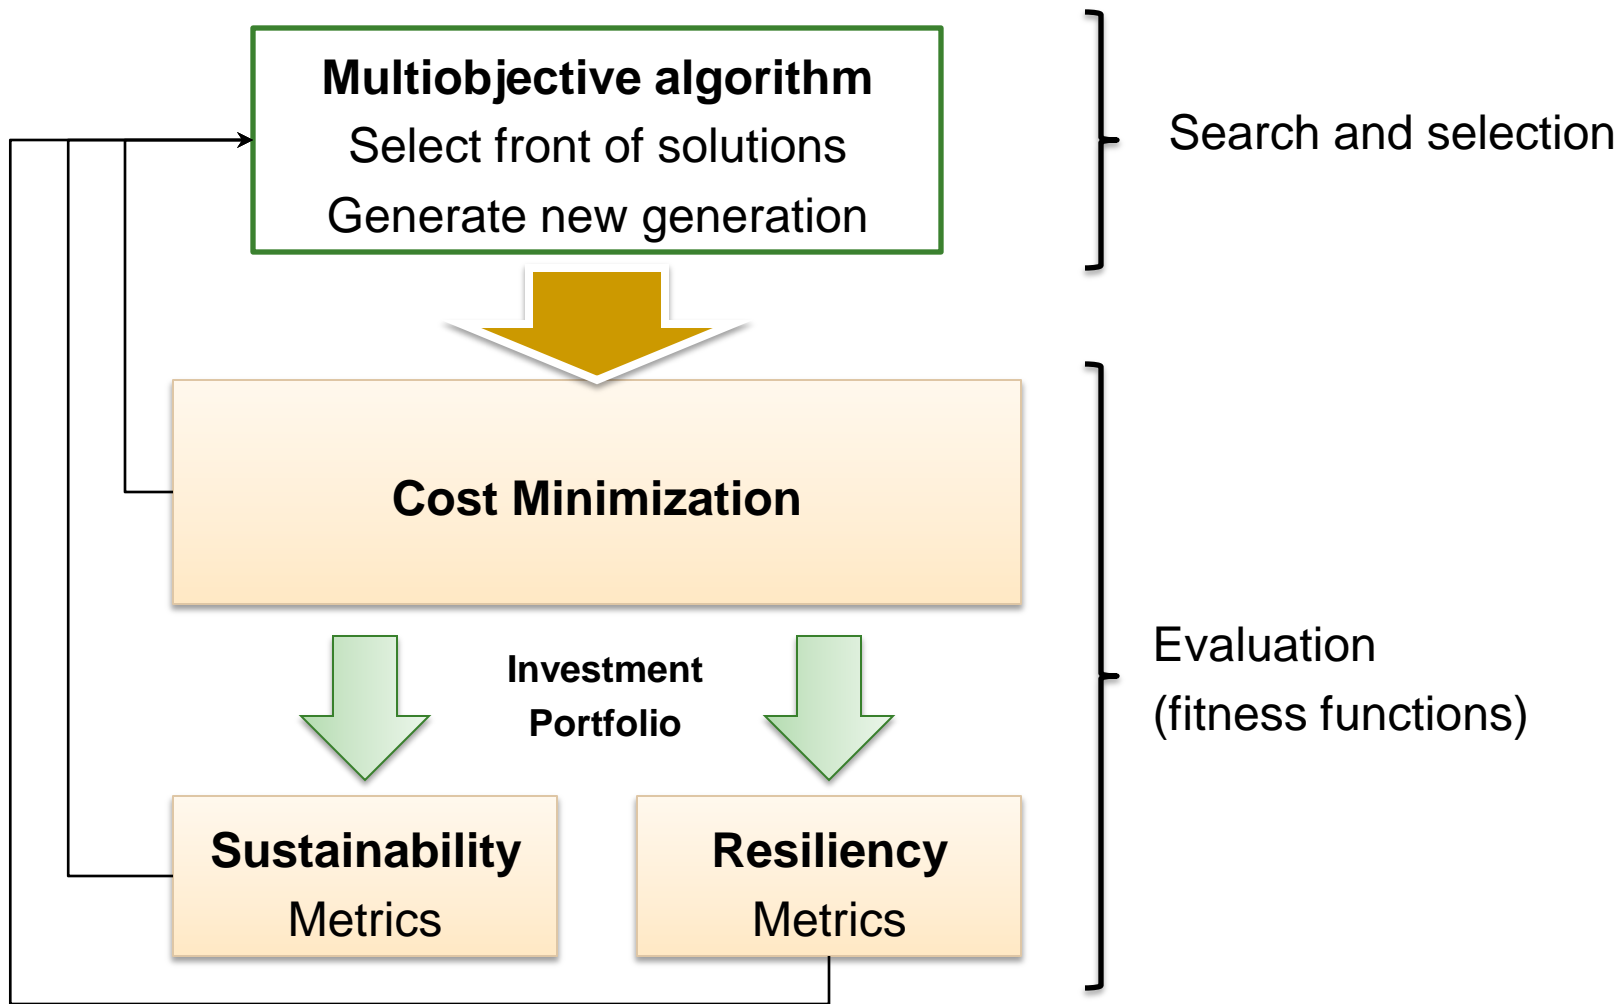 Multiobjective algorithm
Select front of solutions
Generate new generation
Search and selection
Cost Minimization
Investment
Portfolio
Evaluation
(fitness functions)
Sustainability
Metrics
Resiliency
Metrics